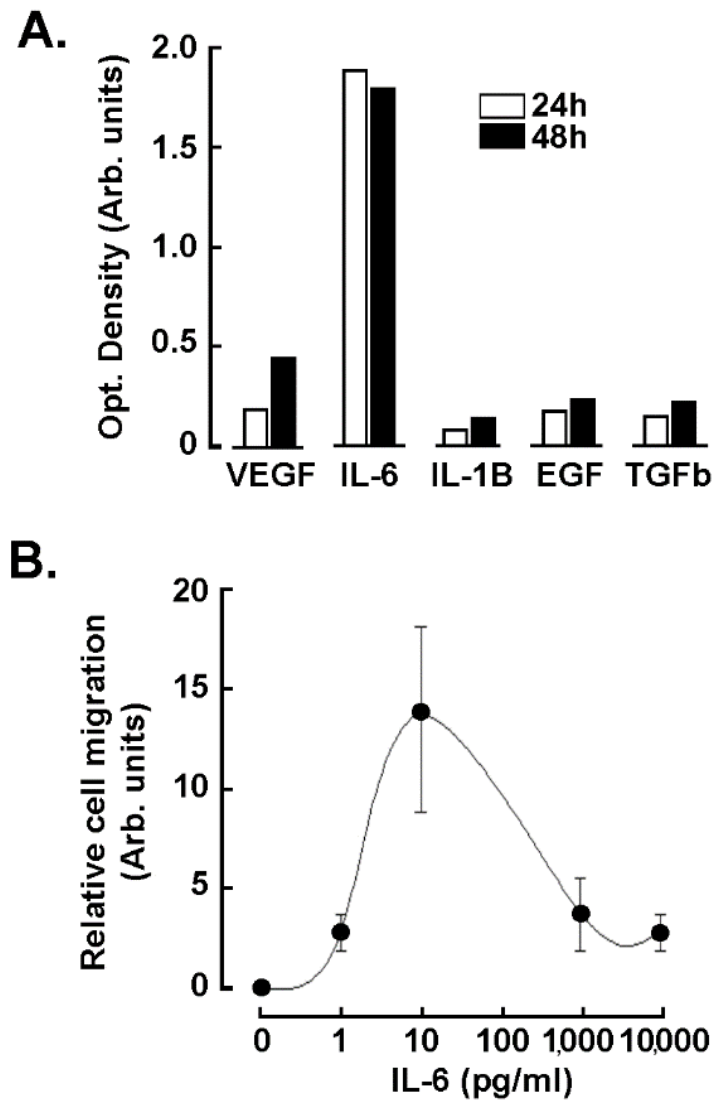 A.
Opt. Density (Arb. units)
2.0
1.5
1.0
0.5
0
24h
48h
VEGF IL-6 IL-1B EGF TGFb
B.
Relative cell migration
(Arb. units)
20
15
10
5
0
0 1 10 100 1,000 10,000
IL-6 (pg/ml)